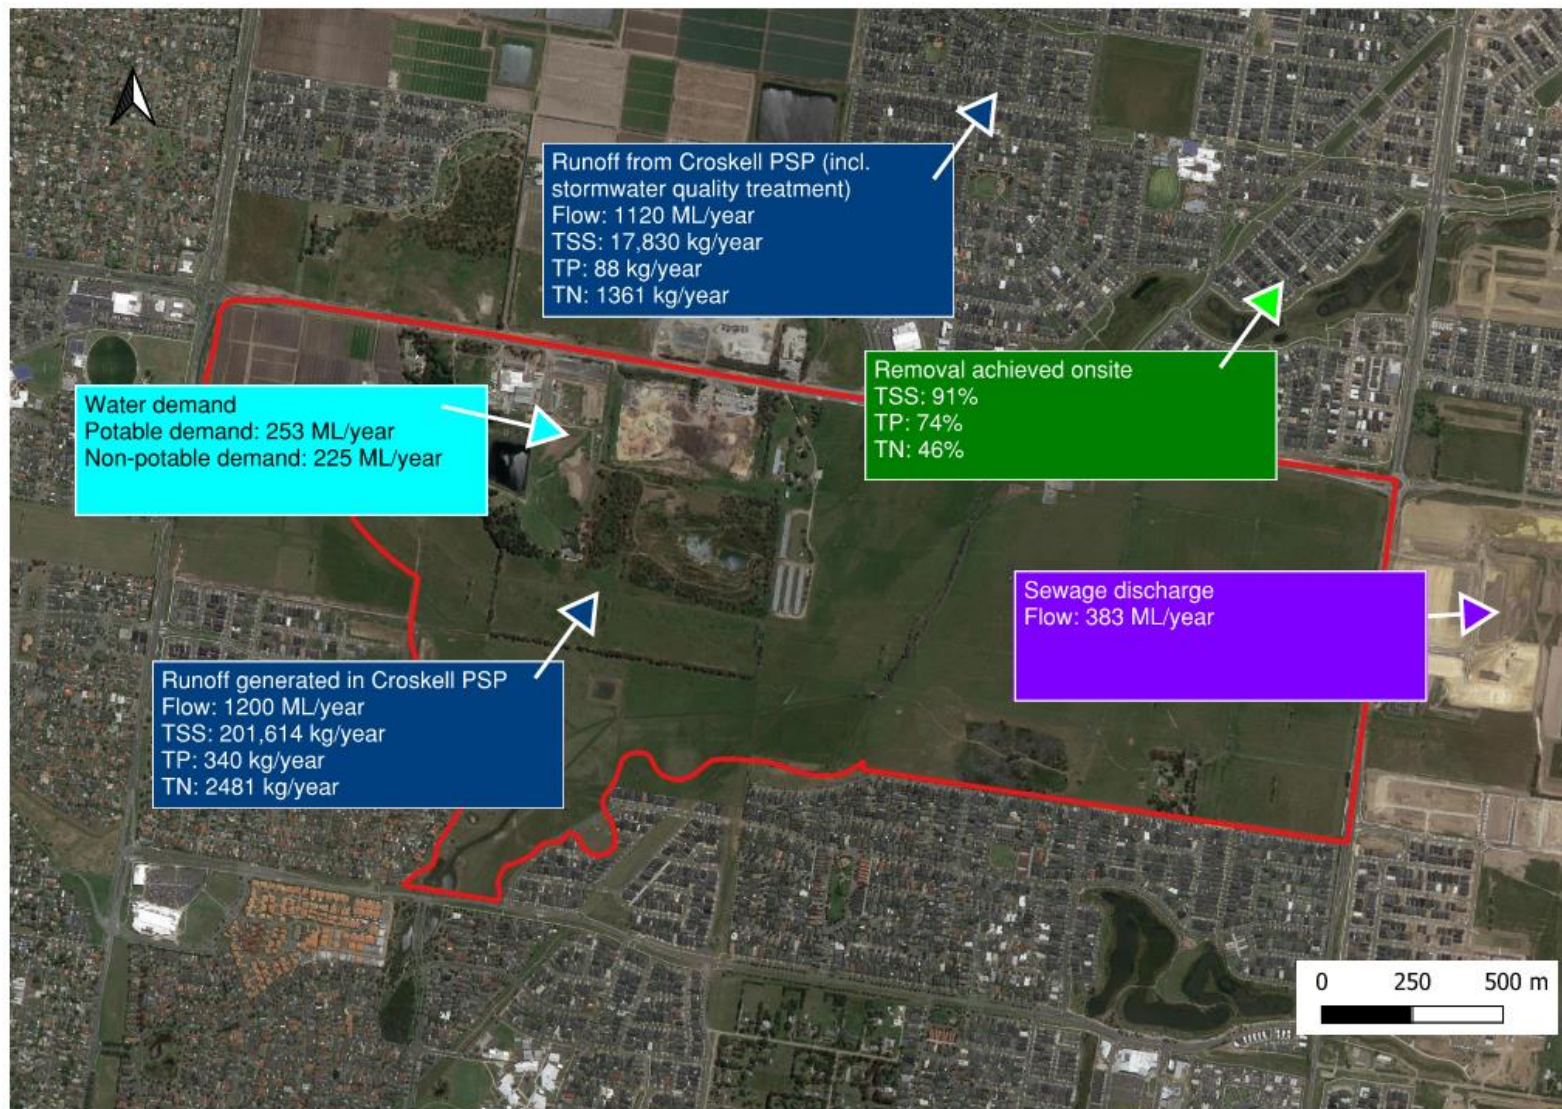 Runoff from Croskell PSP (incl.
stormwater quality treatment)
Flow: 1120 ML/year
TSS: 17,830 kg/year
TP: 88 kg/year
TN: 1361 kg/year
Removal achieved onsite
TSS: 91%
TP: 74%
TN: 46%
Water demand
Potable demand: 253 ML/year
Non-potable demand: 225 ML/year
Sewage discharge
Flow: 383 ML/year
Runoff generated in Croskell PSP
Flow: 1200 ML/year
TSS: 201,614 kg/year
TP: 340 kg/year
TN: 2481 kg/year
0 250 500 m